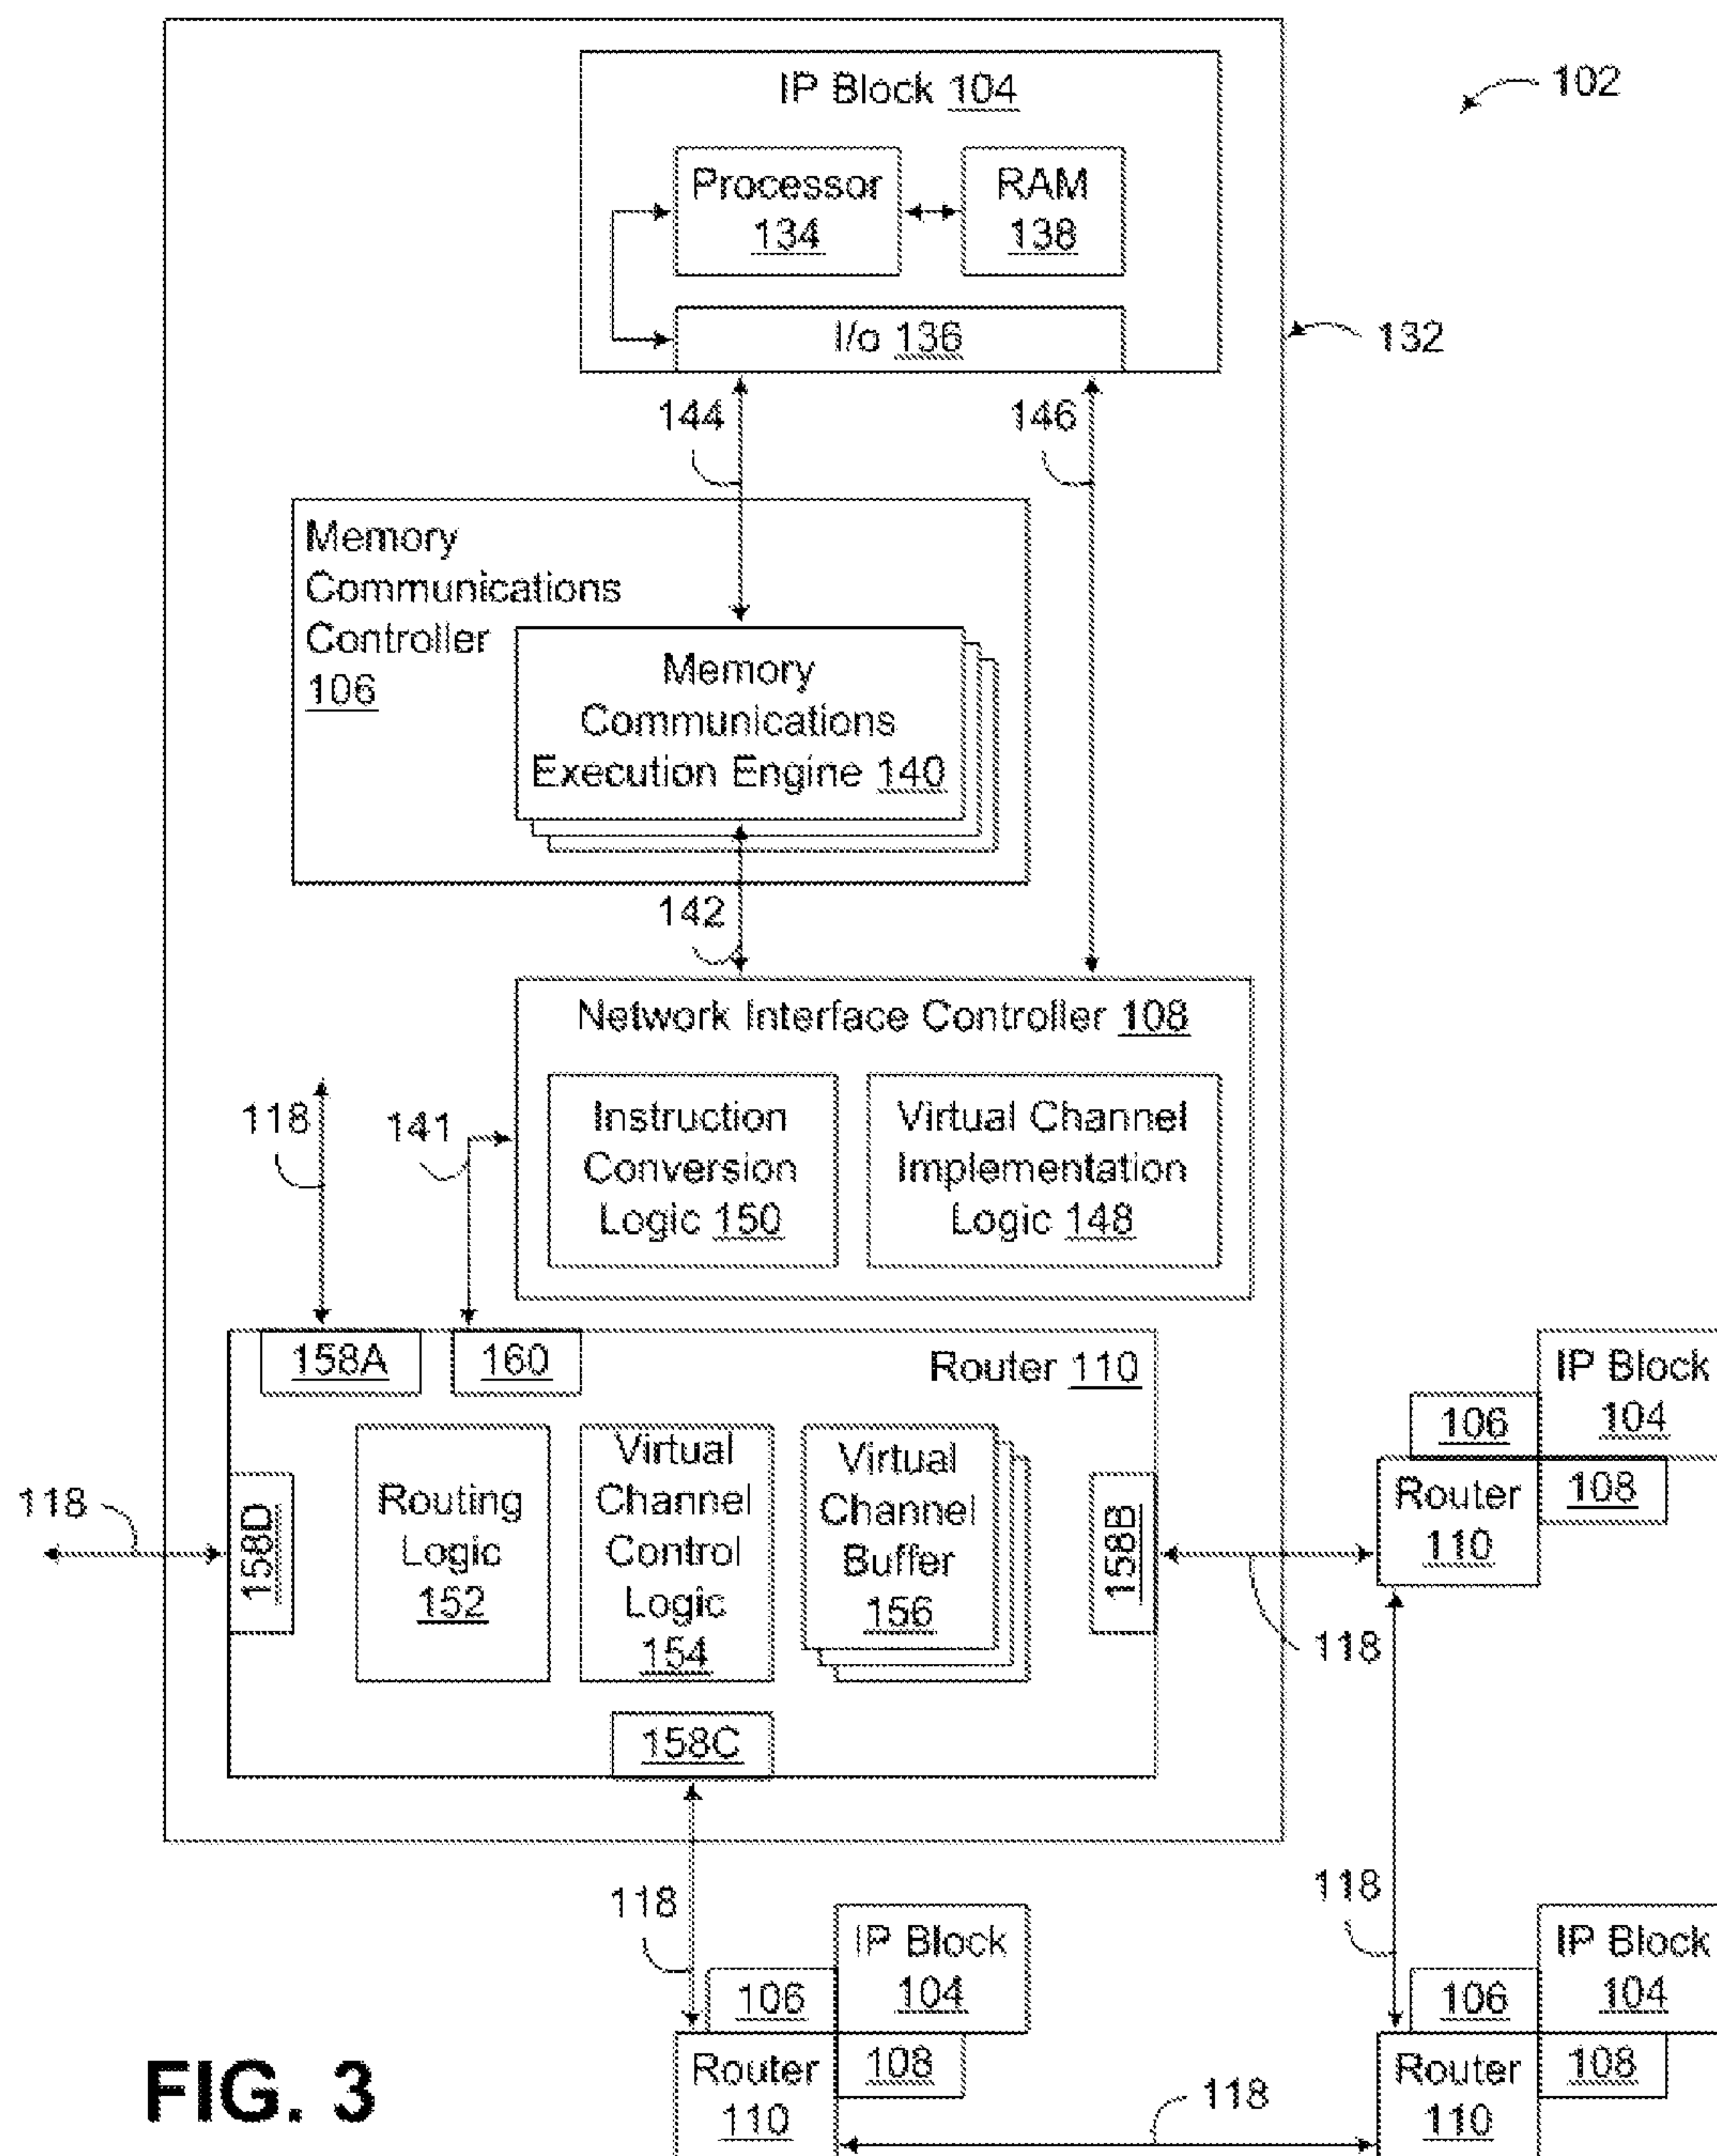 IP Block 104
102
Processor
134
RAM
138
I/o 136
132
144
146
Memory
Communications
Controller
106
Memory
Communications
Execution Engine 140
142
Network Interface Controller 108
118
141
Instruction
Conversion
Logic 150
Virtual Channel
Implementation
Logic 148
158A
160
Router 110
IP Block
104
106
108
Router
110
118
158D
Routing
Logic
152
Virtual
Channel
Control
Logic
154
Virtual
Channel
Buffer
156
158B
118
158C
118
118
IP Block
104
106
108
Router
110
IP Block
104
106
108
Router
110
118
FIG. 3